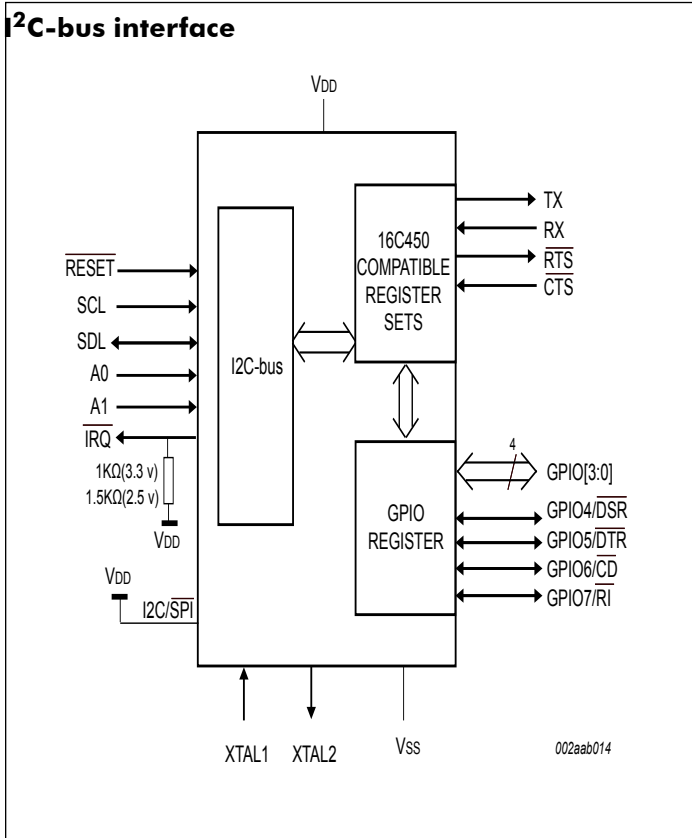 I²C-bus interface
VDD
RESET
SCL
SDL
A0
A1
IRQ
1KΩ(3.3 v)
1.5KΩ(2.5 v)
VDD
VDD
I2C/SPI
I2C-bus
16C450
COMPATIBLE
REGISTER
SETS
GPIO
REGISTER
TX
RX
RTS
CTS
4
GPIO[3:0]
GPIO4/DSR
GPIO5/DTR
GPIO6/CD
GPIO7/RI
XTAL1
XTAL2
VSS
002aab014